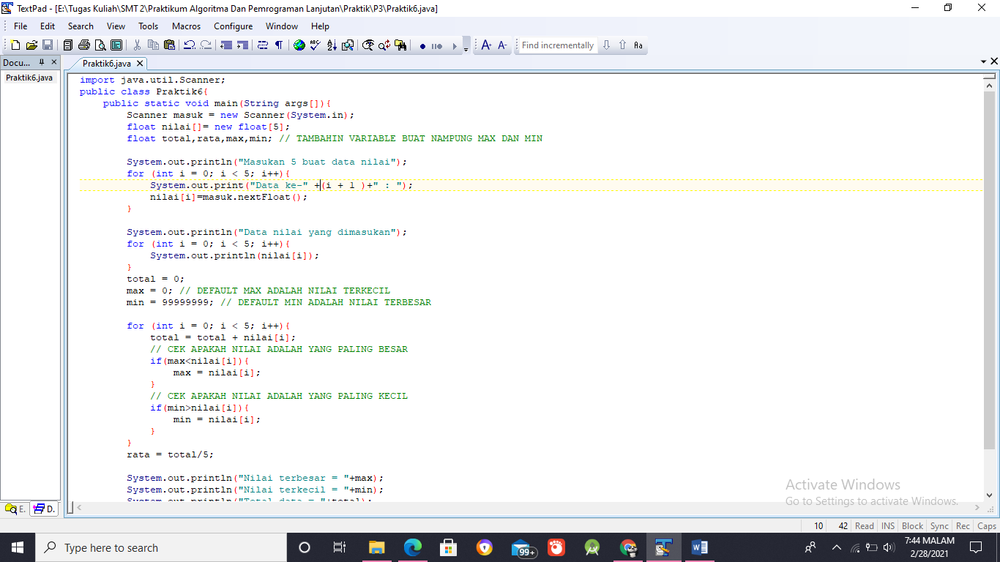 TextPad - [E:\Tugas Kuliah\SMT 2\Praktikum Algoritma Dan Pemrograman Lanjutan\Praktik\P3\Praktik6.java]
File Edit Search View Tools Macros Configure Window Help
Find incrementally
Aa
Docu...
Praktik6.java
Praktik6.java
import java.util.Scanner;
public class Praktik6{
public static void main(String args[]){
Scanner masuk = new Scanner(System.in);
float nilai[]= new float[5];
float total,rata,max,min; // TAMBAHIN VARIABLE BUAT NAMPUNG MAX DAN MIN
System.out.println("Masukan 5 buat data nilai");
for (int i = 0; i < 5; i++){
System.out.print("Data ke-" +(i + 1 )+" : ");
nilai[i]=masuk.nextFloat();
}
System.out.println("Data nilai yang dimasukan");
for (int i = 0; i < 5; i++){
System.out.println(nilai[i]);
}
total = 0;
max = 0; // DEFAULT MAX ADALAH NILAI TERKECIL
min = 99999999; // DEFAULT MIN ADALAH NILAI TERBESAR
for (int i = 0; i < 5; i++){
total = total + nilai[i];
// CEK APAKAH NILAI ADALAH YANG PALING BESAR
if(max<nilai[i]){
max = nilai[i];
}
// CEK APAKAH NILAI ADALAH YANG PALING KECIL
if(min>nilai[i]){
min = nilai[i];
}
}
rata = total/5;
System.out.println("Nilai terbesar = "+max);
System.out.println("Nilai terkecil = "+min);
System.out.println("Total data = "+total);
Activate Windows
Go to Settings to activate Windows.
E. D.
10 42 Read INS Block Sync Rec Caps
Type here to search
99+
7:44 MALAM
2/28/2021